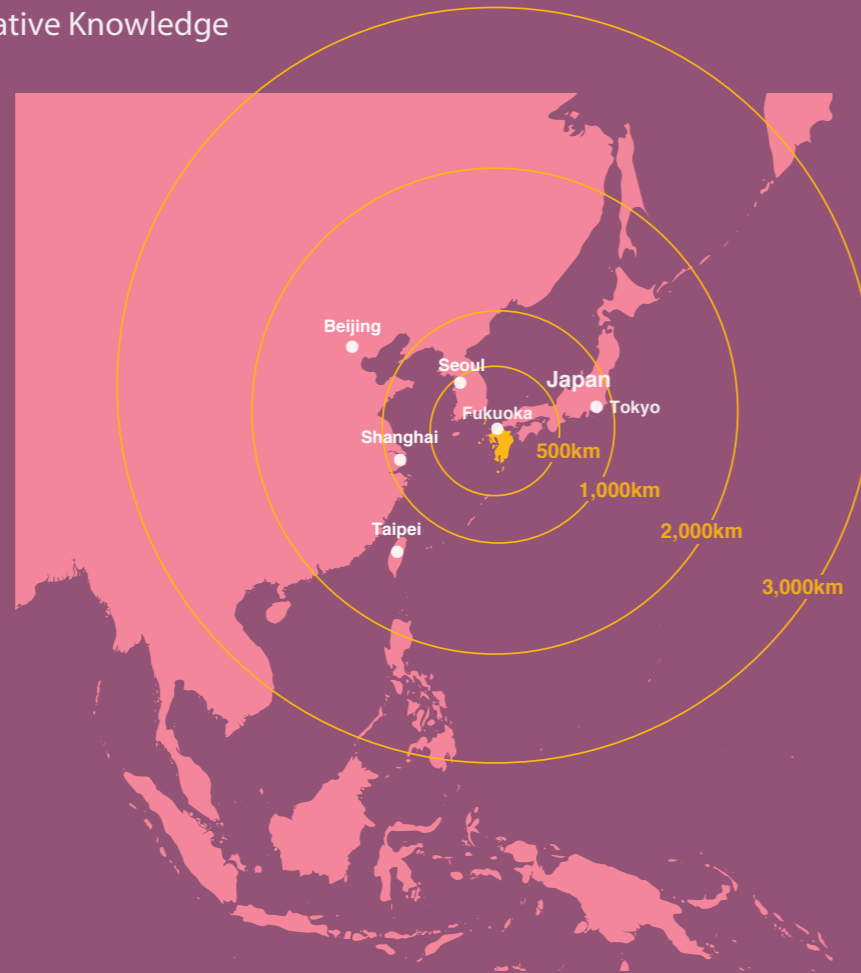 ative Knowledge
Beijing
Seoul
Japan
Fukuoka
Tokyo
Shanghai
500km
1,000km
Taipei
2,000km
3,000km